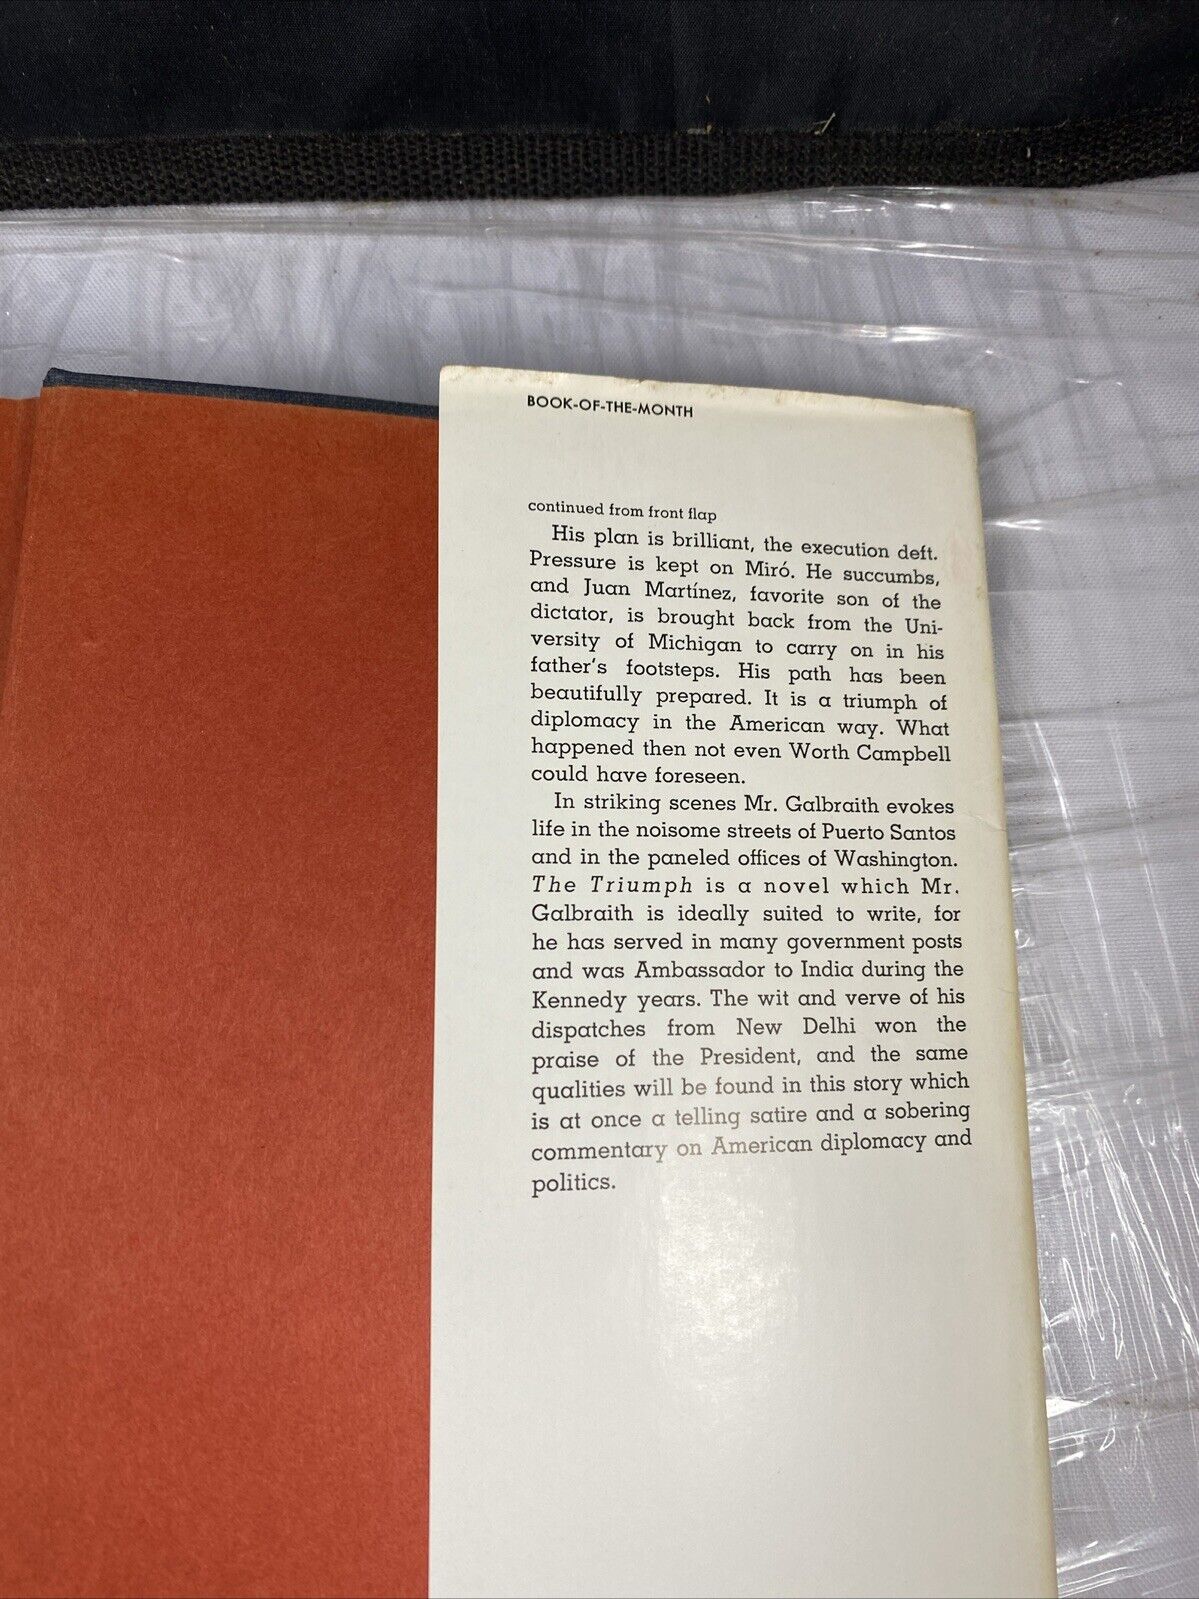 BOOK-OF-THE-MONTH
continued from front flap
His plan is brilliant, the execution deft.
Pressure is kept on Miró. He succumbs,
and Juan Martínez, favorite son of the
dictator, is brought back from the Uni-
versity of Michigan to carry on in his
father's footsteps. His path has been
beautifully prepared. It is a triumph of
diplomacy in the American way. What
happened then not even Worth Campbell
could have foreseen.
In striking scenes Mr. Galbraith evokes
life in the noisome streets of Puerto Santos
and in the paneled offices of Washington.
The Triumph is a novel which Mr.
Galbraith is ideally suited to write, for
he has served in many government posts
and was Ambassador to India during the
Kennedy years. The wit and verve of his
dispatches from New Delhi won the
praise of the President, and the same
qualities will be found in this story which
is at once a telling satire and a sobering
commentary on American diplomacy and
politics.